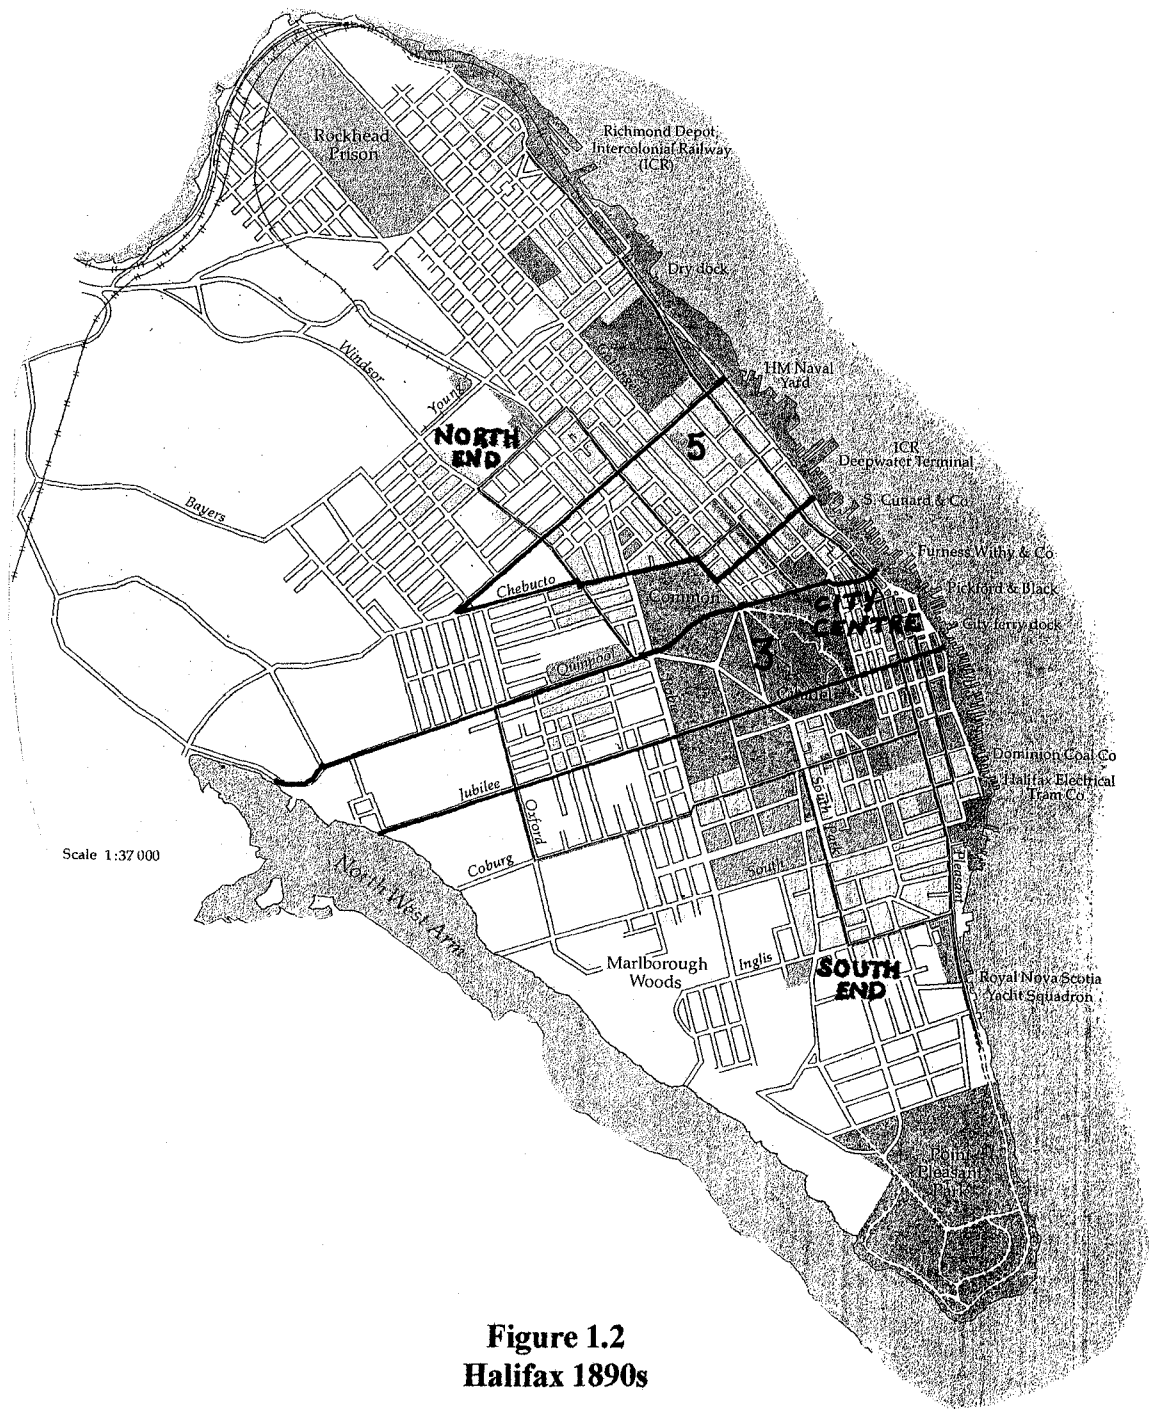 Rockhead
Prison
Richmond Depot,
Intercolonial Railway
(ICR)
Dry dock
HM Naval
Yard
Windsor
Young
NORTH
END
5
ICR
Deepwater Terminal
S. Cunard & Co
Bayers
Furness Withy & Co
Chebucto
Common
Pickford & Black
CITY
CENTRE
City ferry dock
3
Quinpool
Citadel
Dominion Coal Co
Halifax Electrical
Tram Co
Jubilee
Oxford
South Park
Scale 1:37 000
Coburg
South
Pleasant
North West Arm
Marlborough
Woods
Inglis
SOUTH
END
Royal Nova Scotia
Yacht Squadron
Point
Pleasant
Park
Figure 1.2
Halifax 1890s